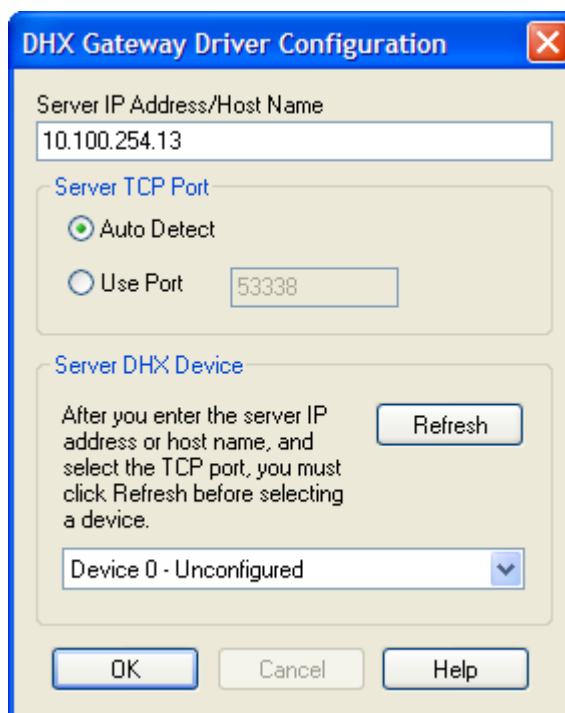 DHX Gateway Driver Configuration
Server IP Address/Host Name
10.100.254.13
Server TCP Port
Auto Detect
Use Port
53338
Server DHX Device
After you enter the server IP
address or host name, and
select the TCP port, you must
click Refresh before selecting
a device.
Refresh
Device 0 - Unconfigured
OK
Cancel
Help